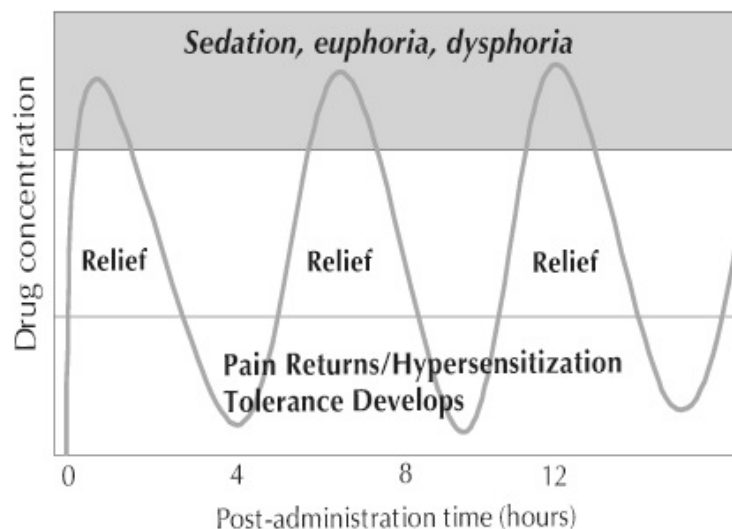 Sedation, euphoria, dysphoria
Drug concentration
Relief
Relief
Relief
Pain Returns/Hypersensitization
Tolerance Develops
0
4
8
12
Post-administration time (hours)